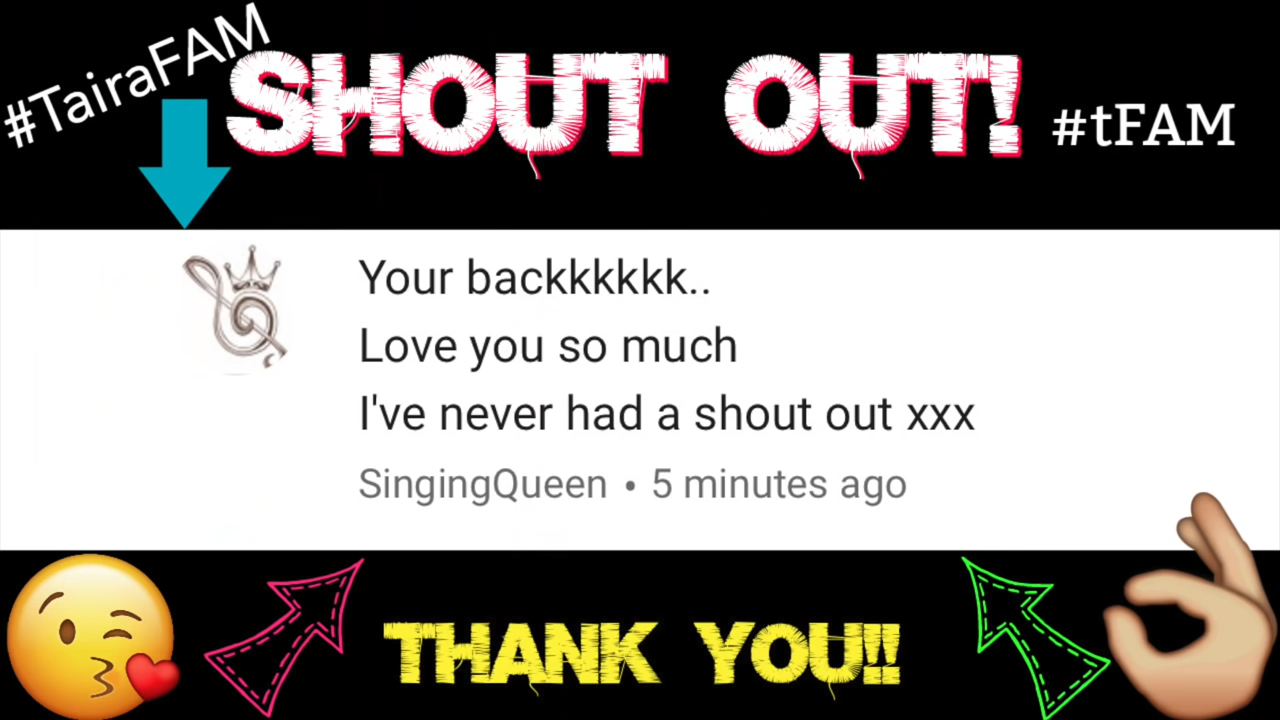 #TairaFAM
SHOUT OUT!
#tFAM
Your backkkkkk..
Love you so much
I've never had a shout out xxx
SingingQueen • 5 minutes ago
THANK YOU!!